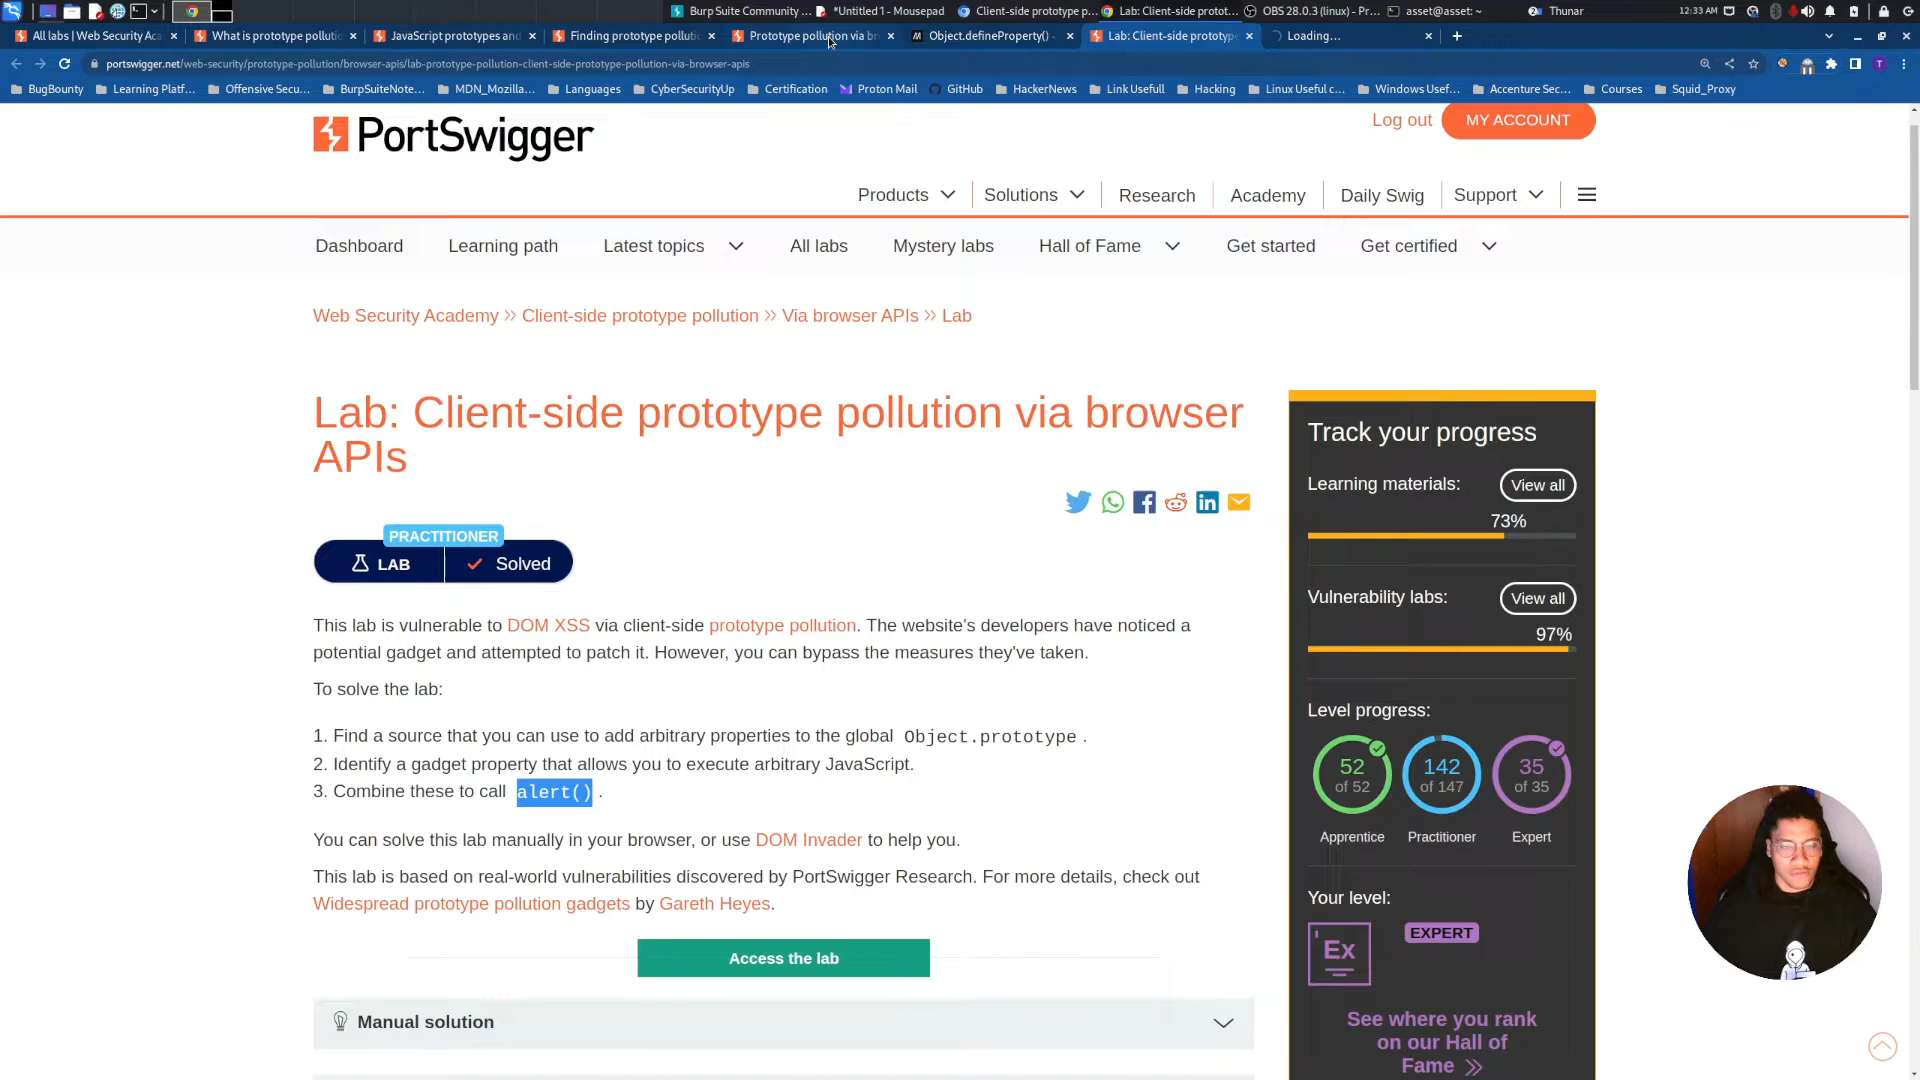 Burp Suite Community ...
*Untitled 1 - Mousepad
Client-side prototype p...
Lab: Client-side protot...
OBS 28.0.3 (linux) - Pr...
asset@asset: ~
Thunar
12:33 AM
All labs | Web Security Aca
What is prototype pollution
JavaScript prototypes and
Finding prototype pollutio
Prototype pollution via br
Object.defineProperty() -
Lab: Client-side prototype
Loading...
portswigger.net/web-security/prototype-pollution/browser-apis/lab-prototype-pollution-client-side-prototype-pollution-via-browser-apis
BugBounty
Learning Platf...
Offensive Secu...
BurpSuiteNote...
MDN_Mozilla...
Languages
CyberSecurityUp
Certification
Proton Mail
GitHub
HackerNews
Link Usefull
Hacking
Linux Useful c...
Windows Usef...
Accenture Sec...
Courses
Squid_Proxy
PortSwigger
Log out
MY ACCOUNT
Products
Solutions
Research
Academy
Daily Swig
Support
Dashboard
Learning path
Latest topics
All labs
Mystery labs
Hall of Fame
Get started
Get certified
Web Security Academy >> Client-side prototype pollution >> Via browser APIs >> Lab
Lab: Client-side prototype pollution via browser
APIs
PRACTITIONER
LAB
Solved
This lab is vulnerable to DOM XSS via client-side prototype pollution. The website's developers have noticed a
potential gadget and attempted to patch it. However, you can bypass the measures they've taken.
To solve the lab:
1. Find a source that you can use to add arbitrary properties to the global Object.prototype .
2. Identify a gadget property that allows you to execute arbitrary JavaScript.
3. Combine these to call alert() .
You can solve this lab manually in your browser, or use DOM Invader to help you.
This lab is based on real-world vulnerabilities discovered by PortSwigger Research. For more details, check out
Widespread prototype pollution gadgets by Gareth Heyes.
Access the lab
Manual solution
Track your progress
Learning materials:
View all
73%
Vulnerability labs:
View all
97%
Level progress:
52
of 52
142
of 147
35
of 35
Apprentice
Practitioner
Expert
Your level:
Ex
EXPERT
See where you rank
on our Hall of
Fame >>